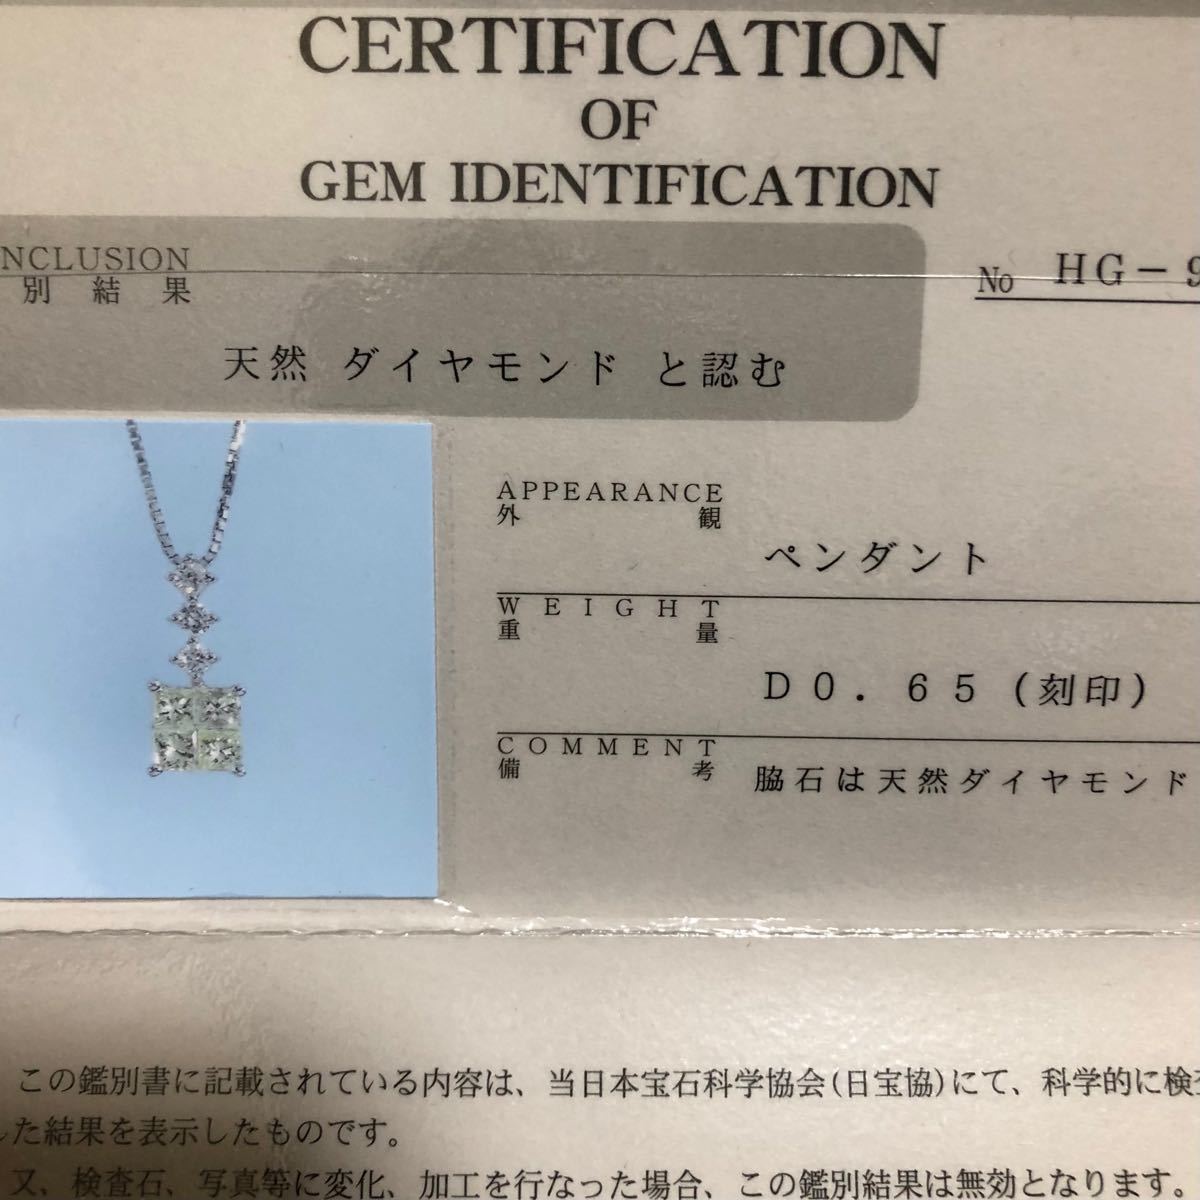 CERTIFICATION
OF
GEM IDENTIFICATION
NCLUSION
別結果
No HG-9
天然 ダイヤモンド と認む
APPEARANCE
外観
ペンダント
WEIGHT
重量
D0.65(刻印)
COMMENT
備考
脇石は天然ダイヤモンド
この鑑別書に記載されている内容は、当日本宝石科学協会(日宝協)にて、科学的に検査
した結果を表示したものです。
又、検査石、写真等に変化、加工を行なった場合、この鑑別結果は無効となります。